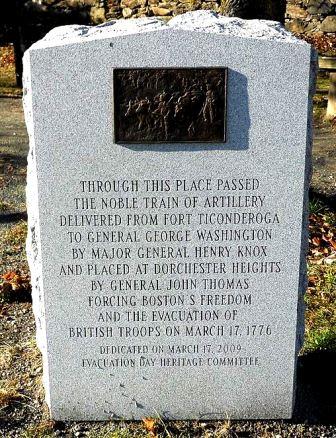 THROUGH THIS PLACE PASSED
THE NOBLE TRAIN OF ARTILLERY
DELIVERED FROM FORT TICONDEROGA
TO GENERAL GEORGE WASHINGTON
BY MAJOR GENERAL HENRY KNOX
AND PLACED AT DORCHESTER HEIGHTS
BY GENERAL JOHN THOMAS
FORCING BOSTON'S FREEDOM
AND THE EVACUATION OF
BRITISH TROOPS ON MARCH 17, 1776
DEDICATED ON MARCH 17, 2009
EVACUATION DAY HERITAGE COMMITTEE